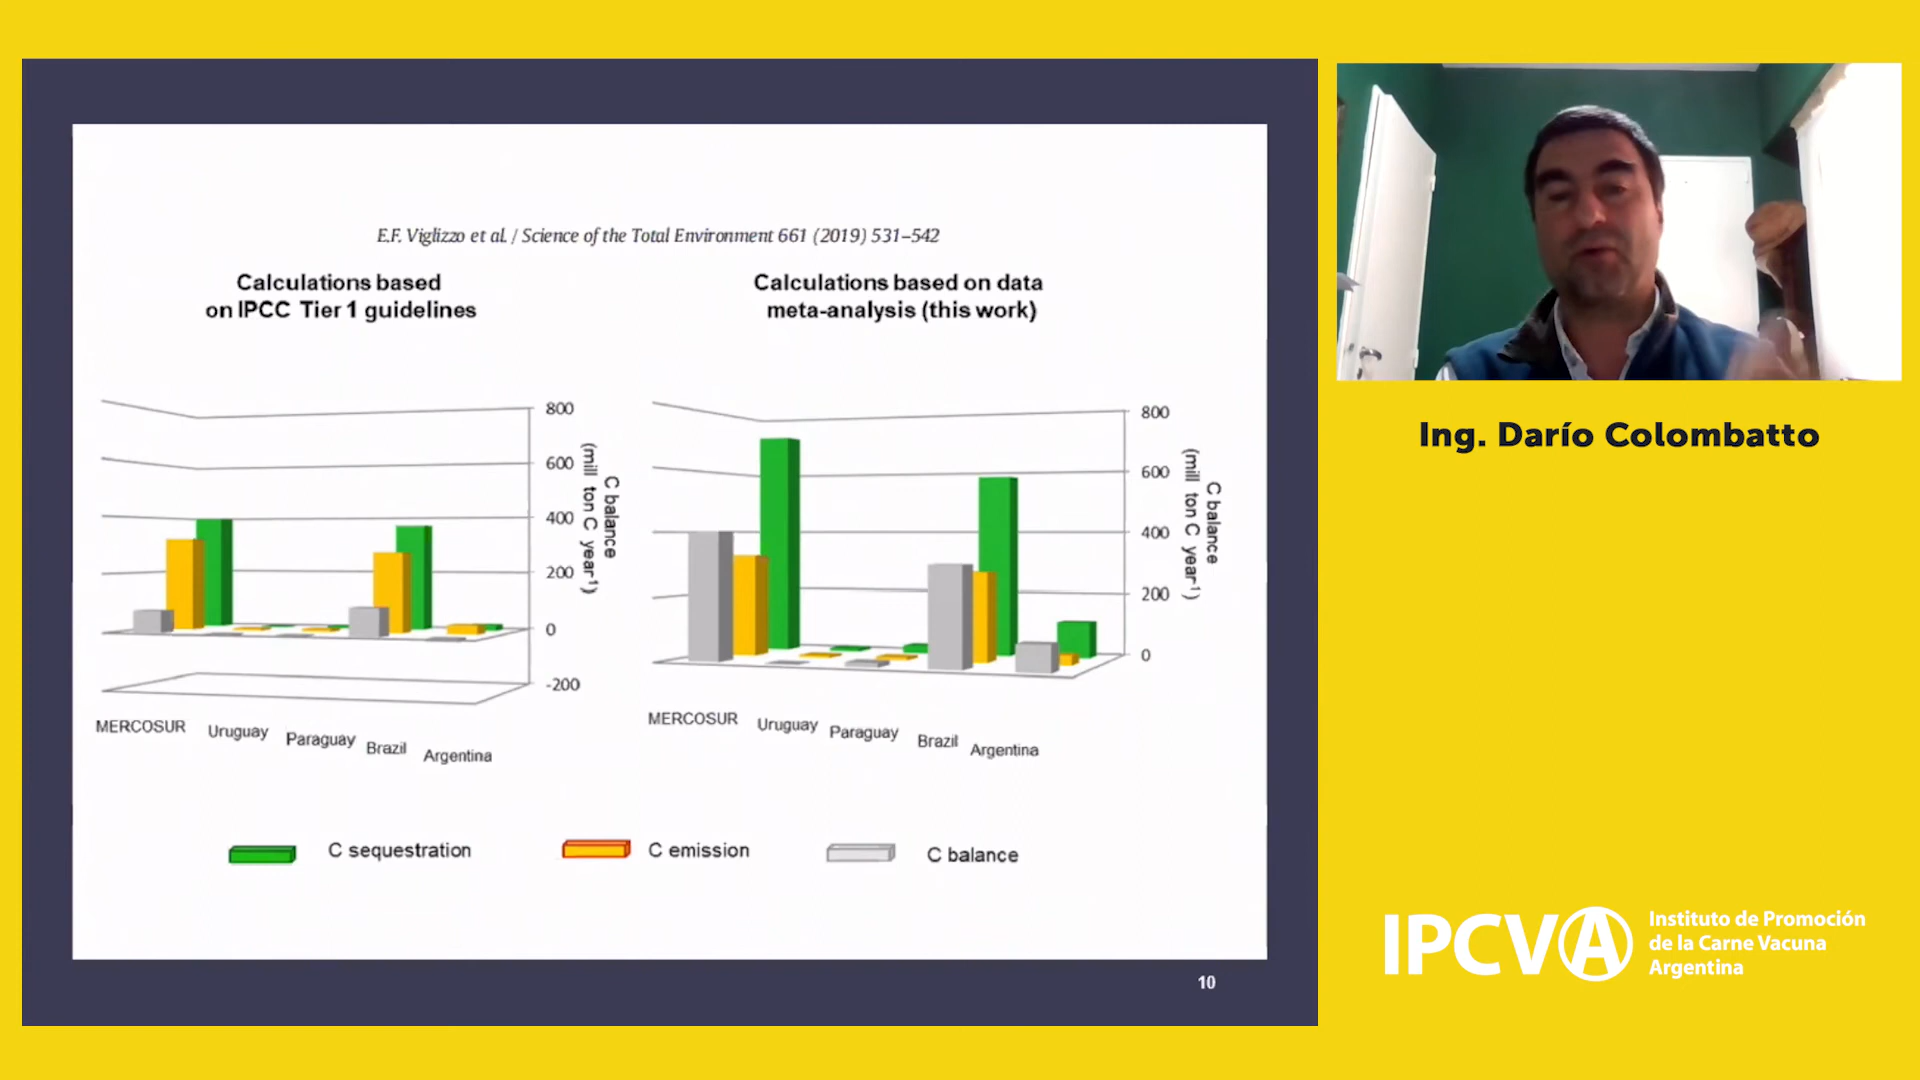 E.F. Viglizzo et al. / Science of the Total Environment 661 (2019) 531–542
Calculations based
on IPCC Tier 1 guidelines
800
600
400
200
0
-200
C balance
(mill ton C year⁻¹)
MERCOSUR
Uruguay
Paraguay
Brazil
Argentina
Calculations based on data
meta-analysis (this work)
800
600
400
200
0
C balance
(mill ton C year⁻¹)
MERCOSUR
Uruguay
Paraguay
Brazil
Argentina
C sequestration
C emission
C balance
10
Ing. Darío Colombatto
IPCVA
Instituto de Promoción
de la Carne Vacuna
Argentina